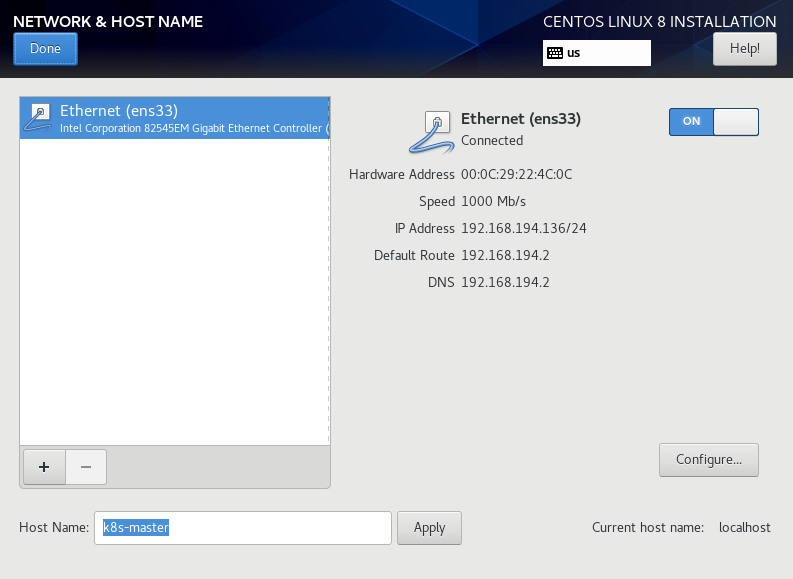 NETWORK & HOST NAME
CENTOS LINUX 8 INSTALLATION
Done
us
Help!
Ethernet (ens33)
Intel Corporation 82545EM Gigabit Ethernet Controller (
Ethernet (ens33)
Connected
ON
Hardware Address 00:0C:29:22:4C:0C
Speed 1000 Mb/s
IP Address 192.168.194.136/24
Default Route 192.168.194.2
DNS 192.168.194.2
+ −
Configure...
Host Name: k8s-master Apply Current host name: localhost